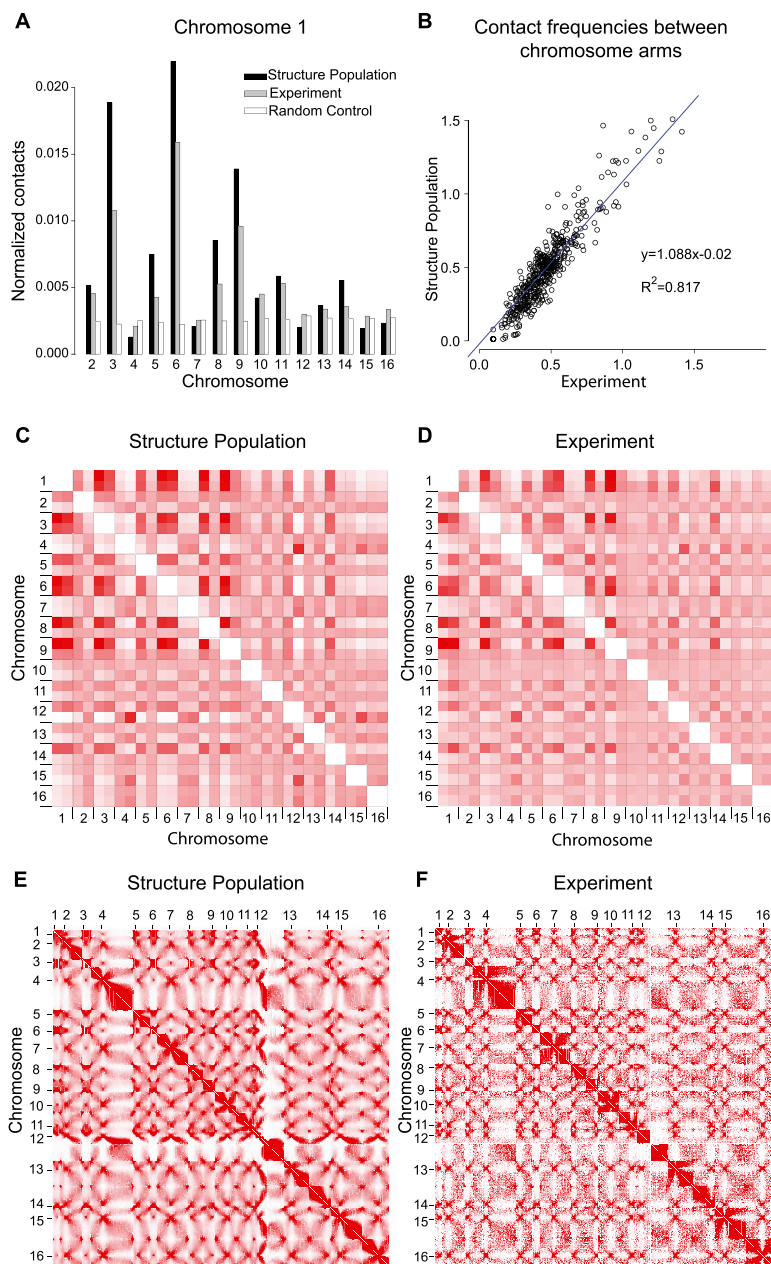 A
Chromosome 1
Structure Population
Experiment
Random Control
Normalized contacts
0.020
0.015
0.010
0.005
0.000
2 3 4 5 6 7 8 9 10 11 12 13 14 15 16
Chromosome
B
Contact frequencies between
chromosome arms
Structure Population
1.5
1.0
0.5
0.0
y=1.088x-0.02
R2=0.817
0.0 0.5 1.0 1.5
Experiment
C
Structure Population
Chromosome
1
2
3
4
5
6
7
8
9
10
11
12
13
14
15
16
1 2 3 4 5 6 7 8 9 10 11 12 13 14 15 16
Chromosome
D
Experiment
Chromosome
1
2
3
4
5
6
7
8
9
10
11
12
13
14
15
16
1 2 3 4 5 6 7 8 9 10 11 12 13 14 15 16
Chromosome
E
Structure Population
1 2 3 4 5 6 7 8 9 10 11 12 13 14 15 16
Chromosome
1
2
3
4
5
6
7
8
9
10
11
12
13
14
15
16
F
Experiment
1 2 3 4 5 6 7 8 9 10 11 12 13 14 15 16
Chromosome
1
2
3
4
5
6
7
8
9
10
11
12
13
14
15
16